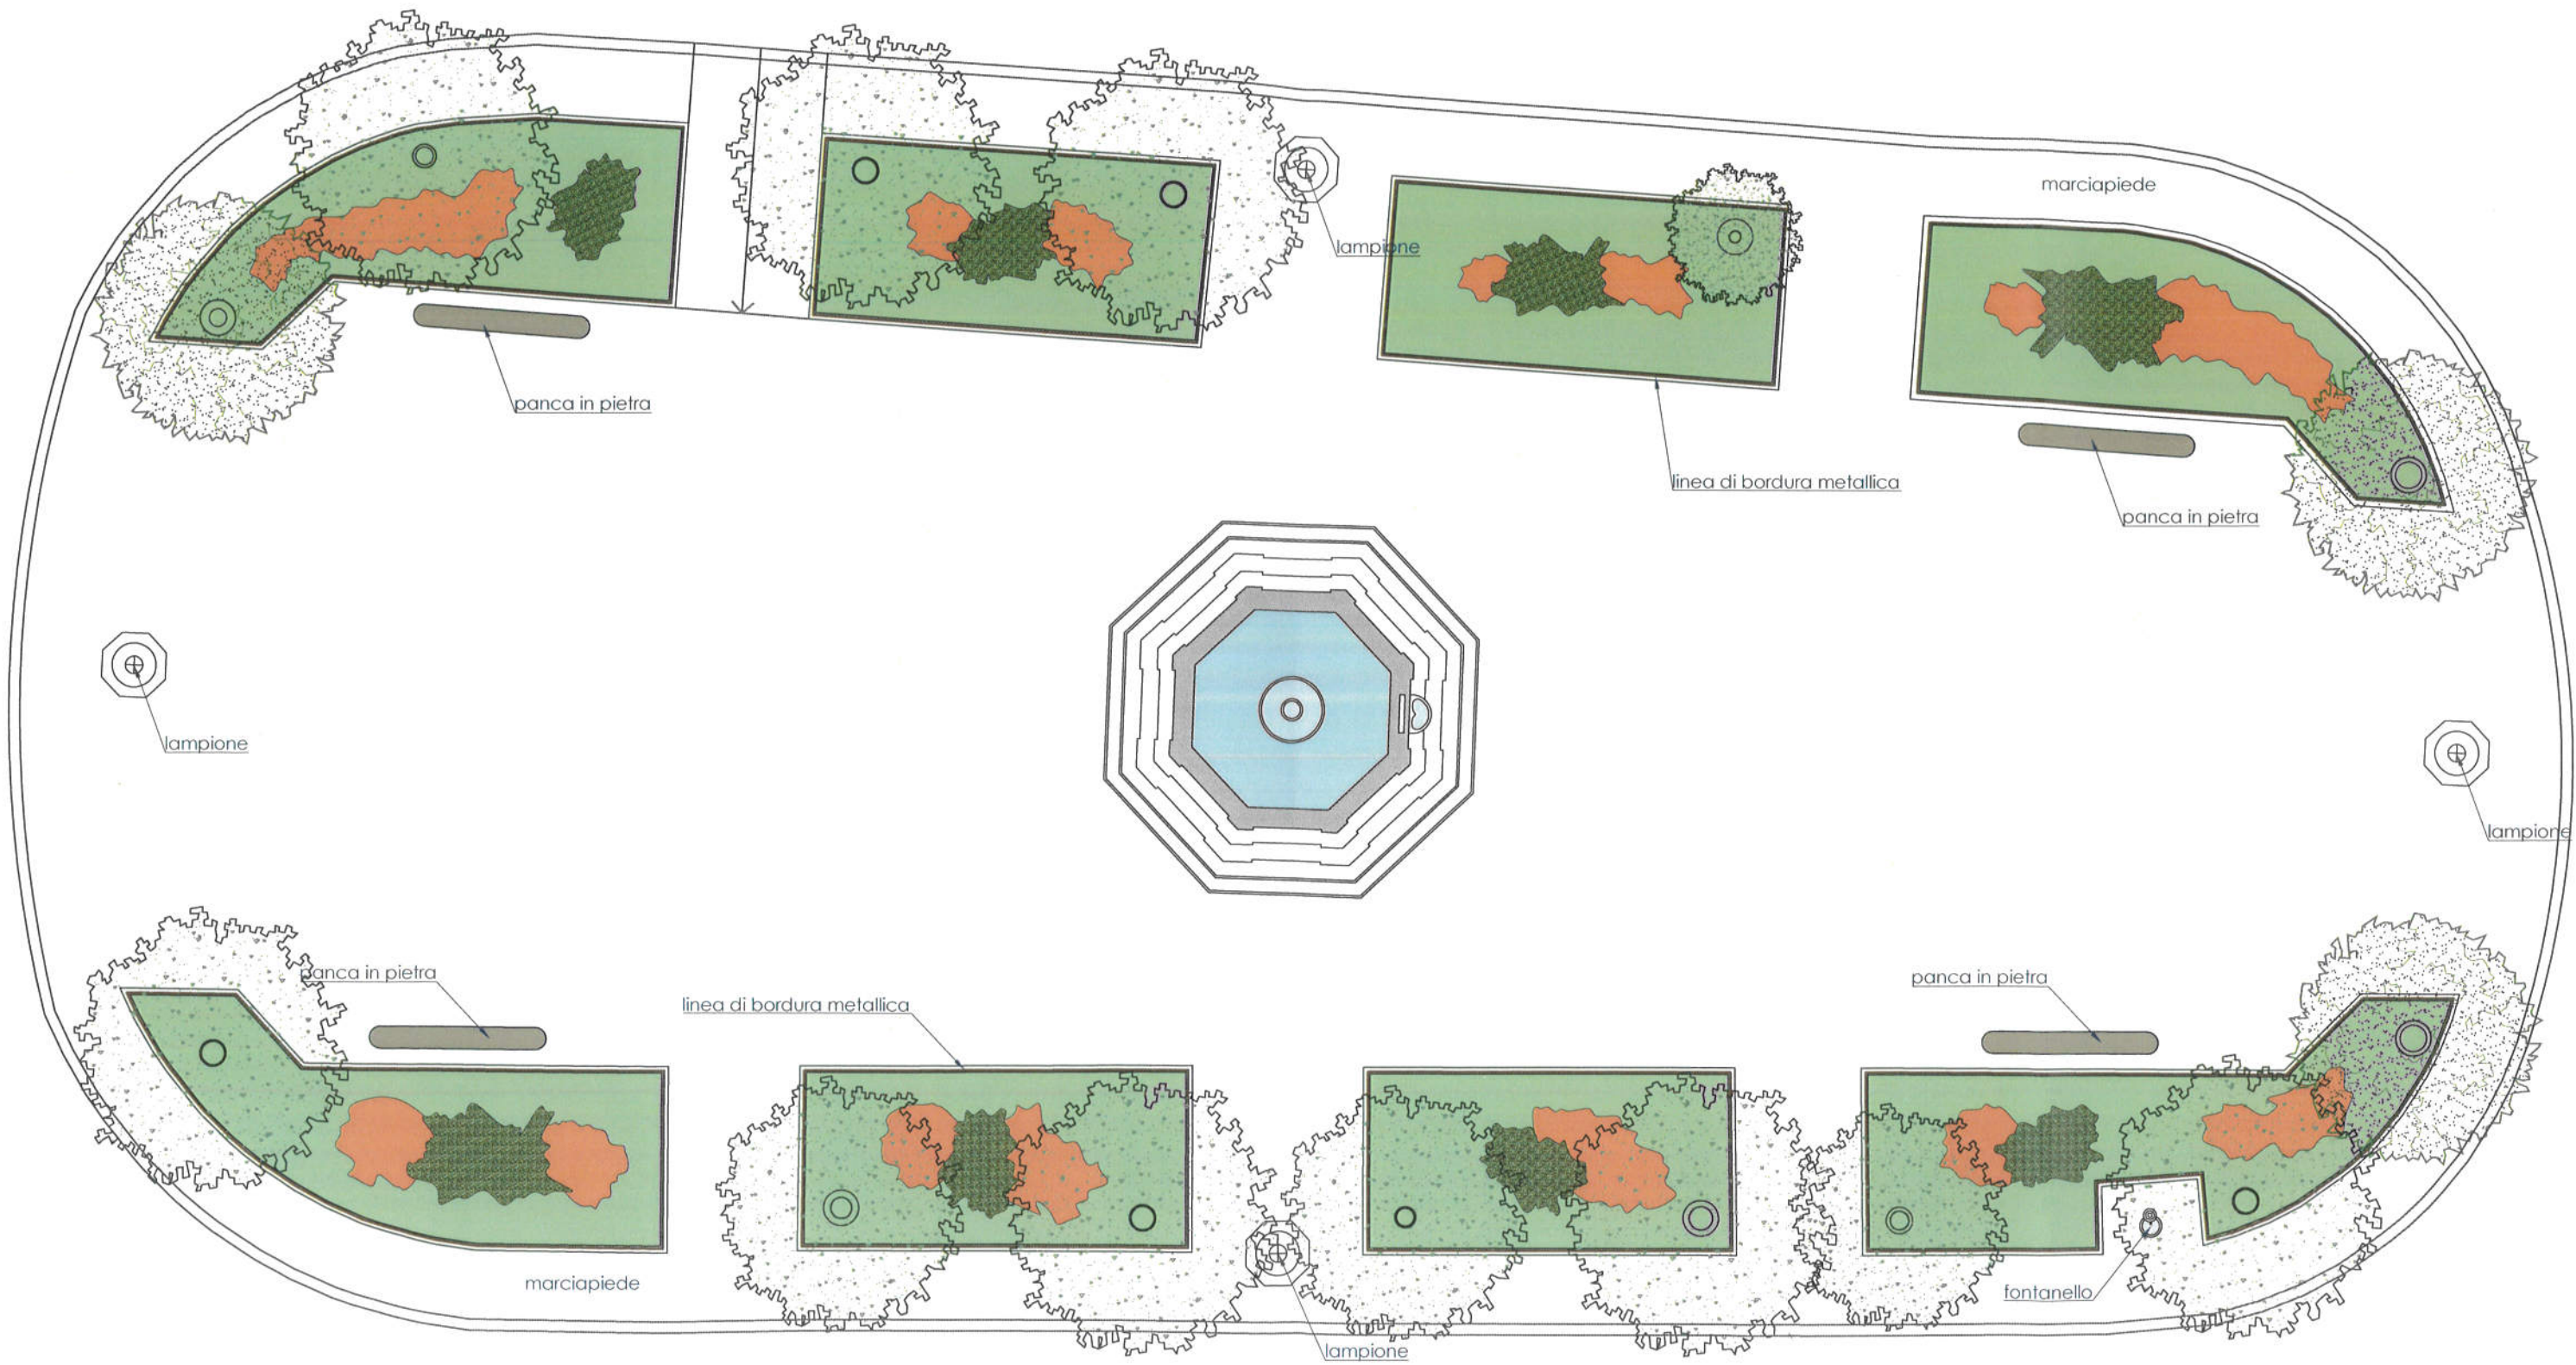 marciapiede
lampione
panca in pietra
linea di bordura metallica
panca in pietra
lampione
lampione
panca in pietra
linea di bordura metallica
panca in pietra
marciapiede
fontanello
lampione